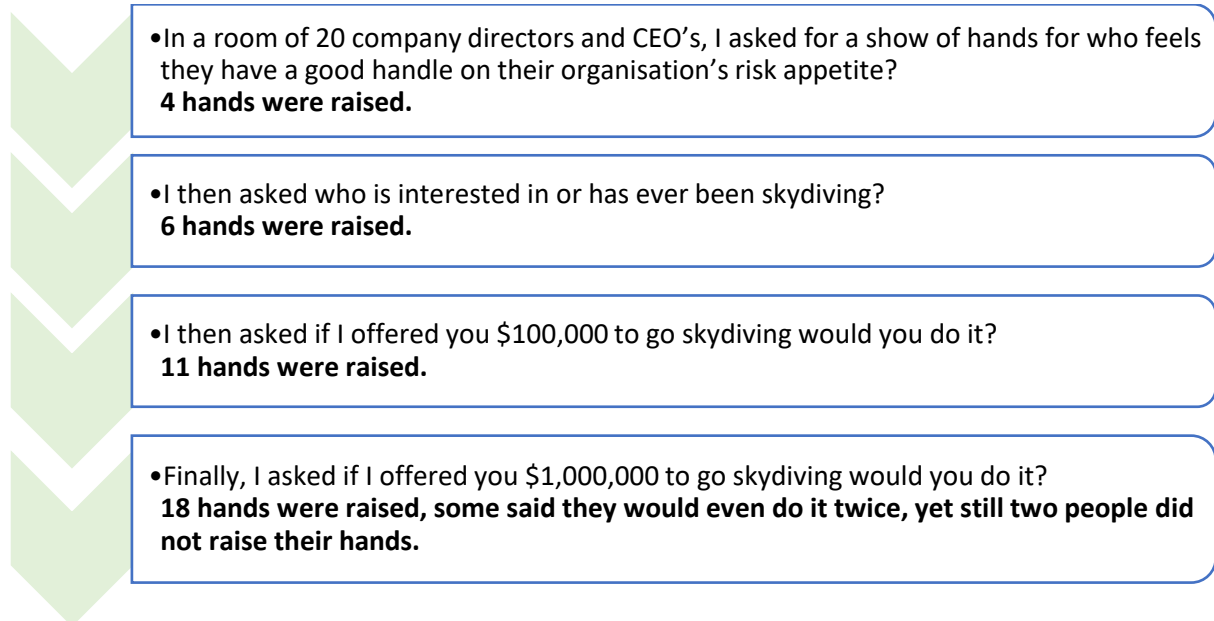 •In a room of 20 company directors and CEO’s, I asked for a show of hands for who feels
they have a good handle on their organisation’s risk appetite?
4 hands were raised.
•I then asked who is interested in or has ever been skydiving?
6 hands were raised.
•I then asked if I offered you $100,000 to go skydiving would you do it?
11 hands were raised.
•Finally, I asked if I offered you $1,000,000 to go skydiving would you do it?
18 hands were raised, some said they would even do it twice, yet still two people did
not raise their hands.